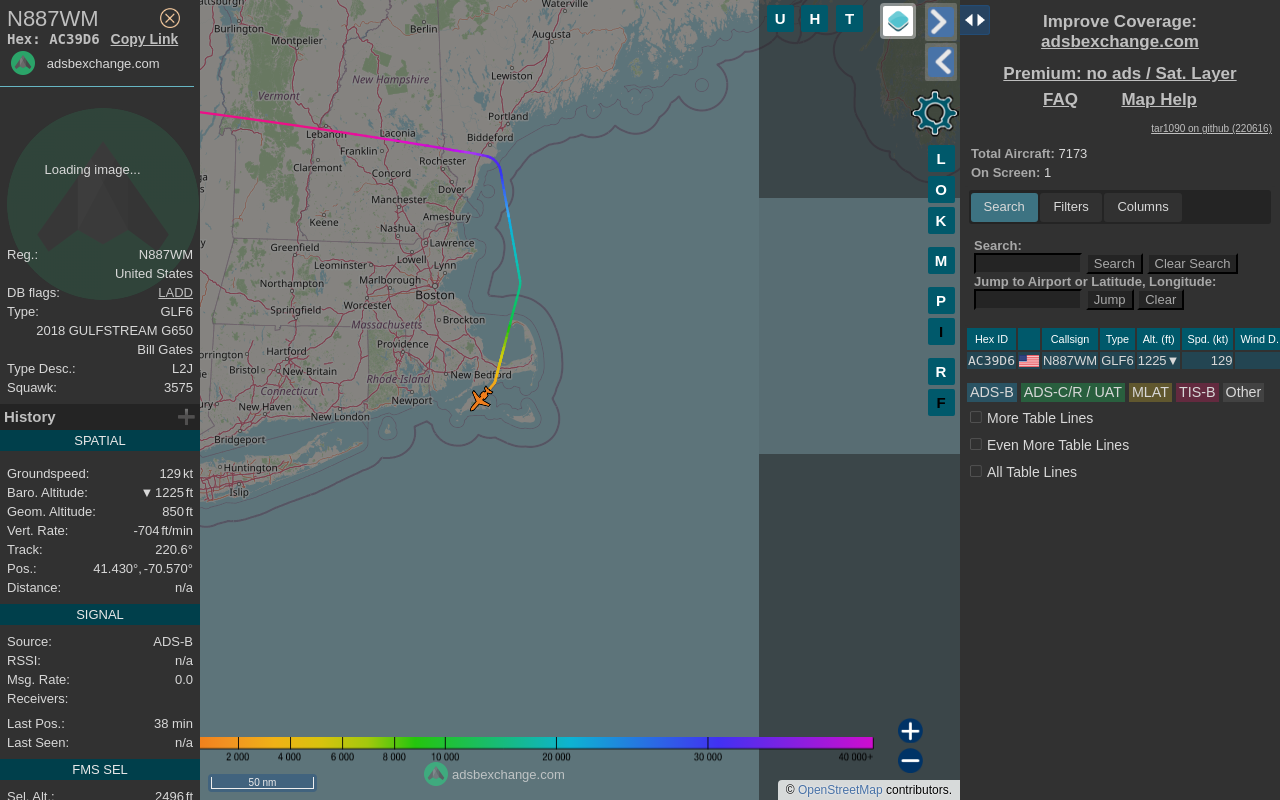 N887WM
Hex: AC39D6 Copy Link
adsbexchange.com
Loading image...
Reg.: N887WM
United States
DB flags: LADD
Type: GLF6
2018 GULFSTREAM G650
Bill Gates
Type Desc.: L2J
Squawk: 3575
History
SPATIAL
Groundspeed: 129 kt
Baro. Altitude: ▼ 1225 ft
Geom. Altitude: 850 ft
Vert. Rate: -704 ft/min
Track: 220.6°
Pos.: 41.430°, -70.570°
Distance: n/a
SIGNAL
Source: ADS-B
RSSI: n/a
Msg. Rate: 0.0
Receivers:
Last Pos.: 38 min
Last Seen: n/a
FMS SEL
Sel. Alt.: 2496 ft
Burlington
Berlin
Waterville
Montpelier
Augusta
Lewiston
New Hampshire
Vermont
Portland
Lebanon
Laconia
Biddeford
Franklin
Rochester
Claremont
Concord
Dover
Manchester
Keene
Amesbury
Nashua
Greenfield
Lawrence
Lowell
Leominster
Lynn
Northampton
Marlborough
Boston
Worcester
Massachusetts
Brockton
Providence
Hartford
Bristol
New Britain
Rhode Island
New Bedford
Connecticut
Newport
New Haven
New London
Bridgeport
Huntington
Islip
2 000 4 000 6 000 8 000 10 000 20 000 30 000 40 000+
adsbexchange.com
50 nm
© OpenStreetMap contributors.
U H T
L
O
K
M
P
I
R
F
Improve Coverage:
adsbexchange.com
Premium: no ads / Sat. Layer
FAQ Map Help
tar1090 on github (220616)
Total Aircraft: 7173
On Screen: 1
Search Filters Columns
Search:
Search Clear Search
Jump to Airport or Latitude, Longitude:
Jump Clear
Hex ID Callsign Type Alt. (ft) Spd. (kt) Wind D.
AC39D6 N887WM GLF6 1225▼ 129
ADS-B ADS-C/R / UAT MLAT TIS-B Other
More Table Lines
Even More Table Lines
All Table Lines